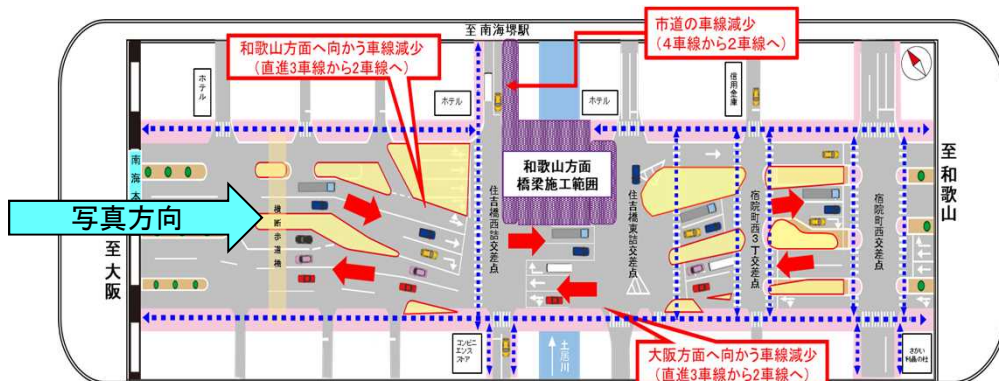 至 南海堺駅
市道の車線減少
(4車線から2車線へ)
和歌山方面へ向かう車線減少
(直進3車線から2車線へ)
ホテル
ホテル
ホテル
信用金庫
和歌山方面
橋梁施工範囲
南海本
写真方向
至大阪
横断歩道橋
住吉橋西詰交差点
住吉橋東詰交差点
宿院町西3丁交差点
宿院町西交差点
至和歌山
コンビニ
エンス
ストア
土居川
大阪方面へ向かう車線減少
(直進3車線から2車線へ)
さかい
利晶の杜